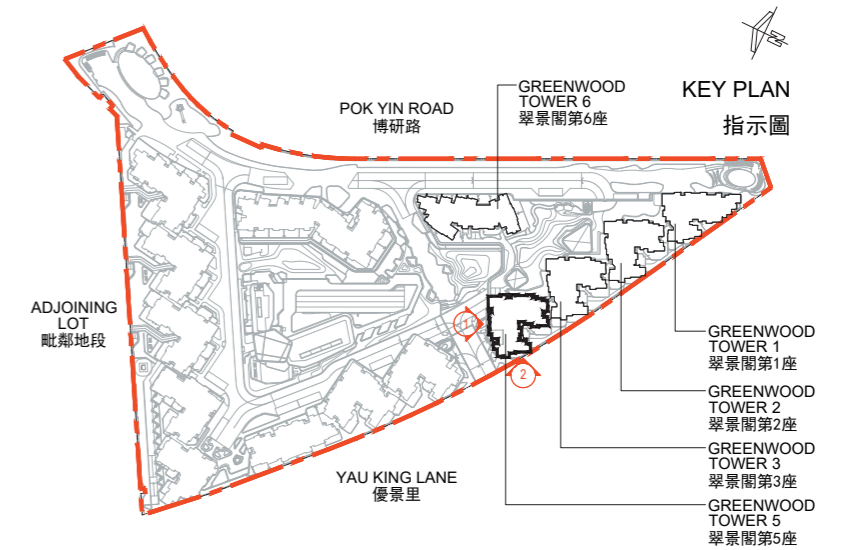 N
KEY PLAN
指示圖
GREENWOOD
TOWER 6
翠景閣第6座
POK YIN ROAD
博研路
ADJOINING
LOT
毗鄰地段
1
2
GREENWOOD
TOWER 1
翠景閣第1座
GREENWOOD
TOWER 2
翠景閣第2座
GREENWOOD
TOWER 3
翠景閣第3座
YAU KING LANE
優景里
GREENWOOD
TOWER 5
翠景閣第5座